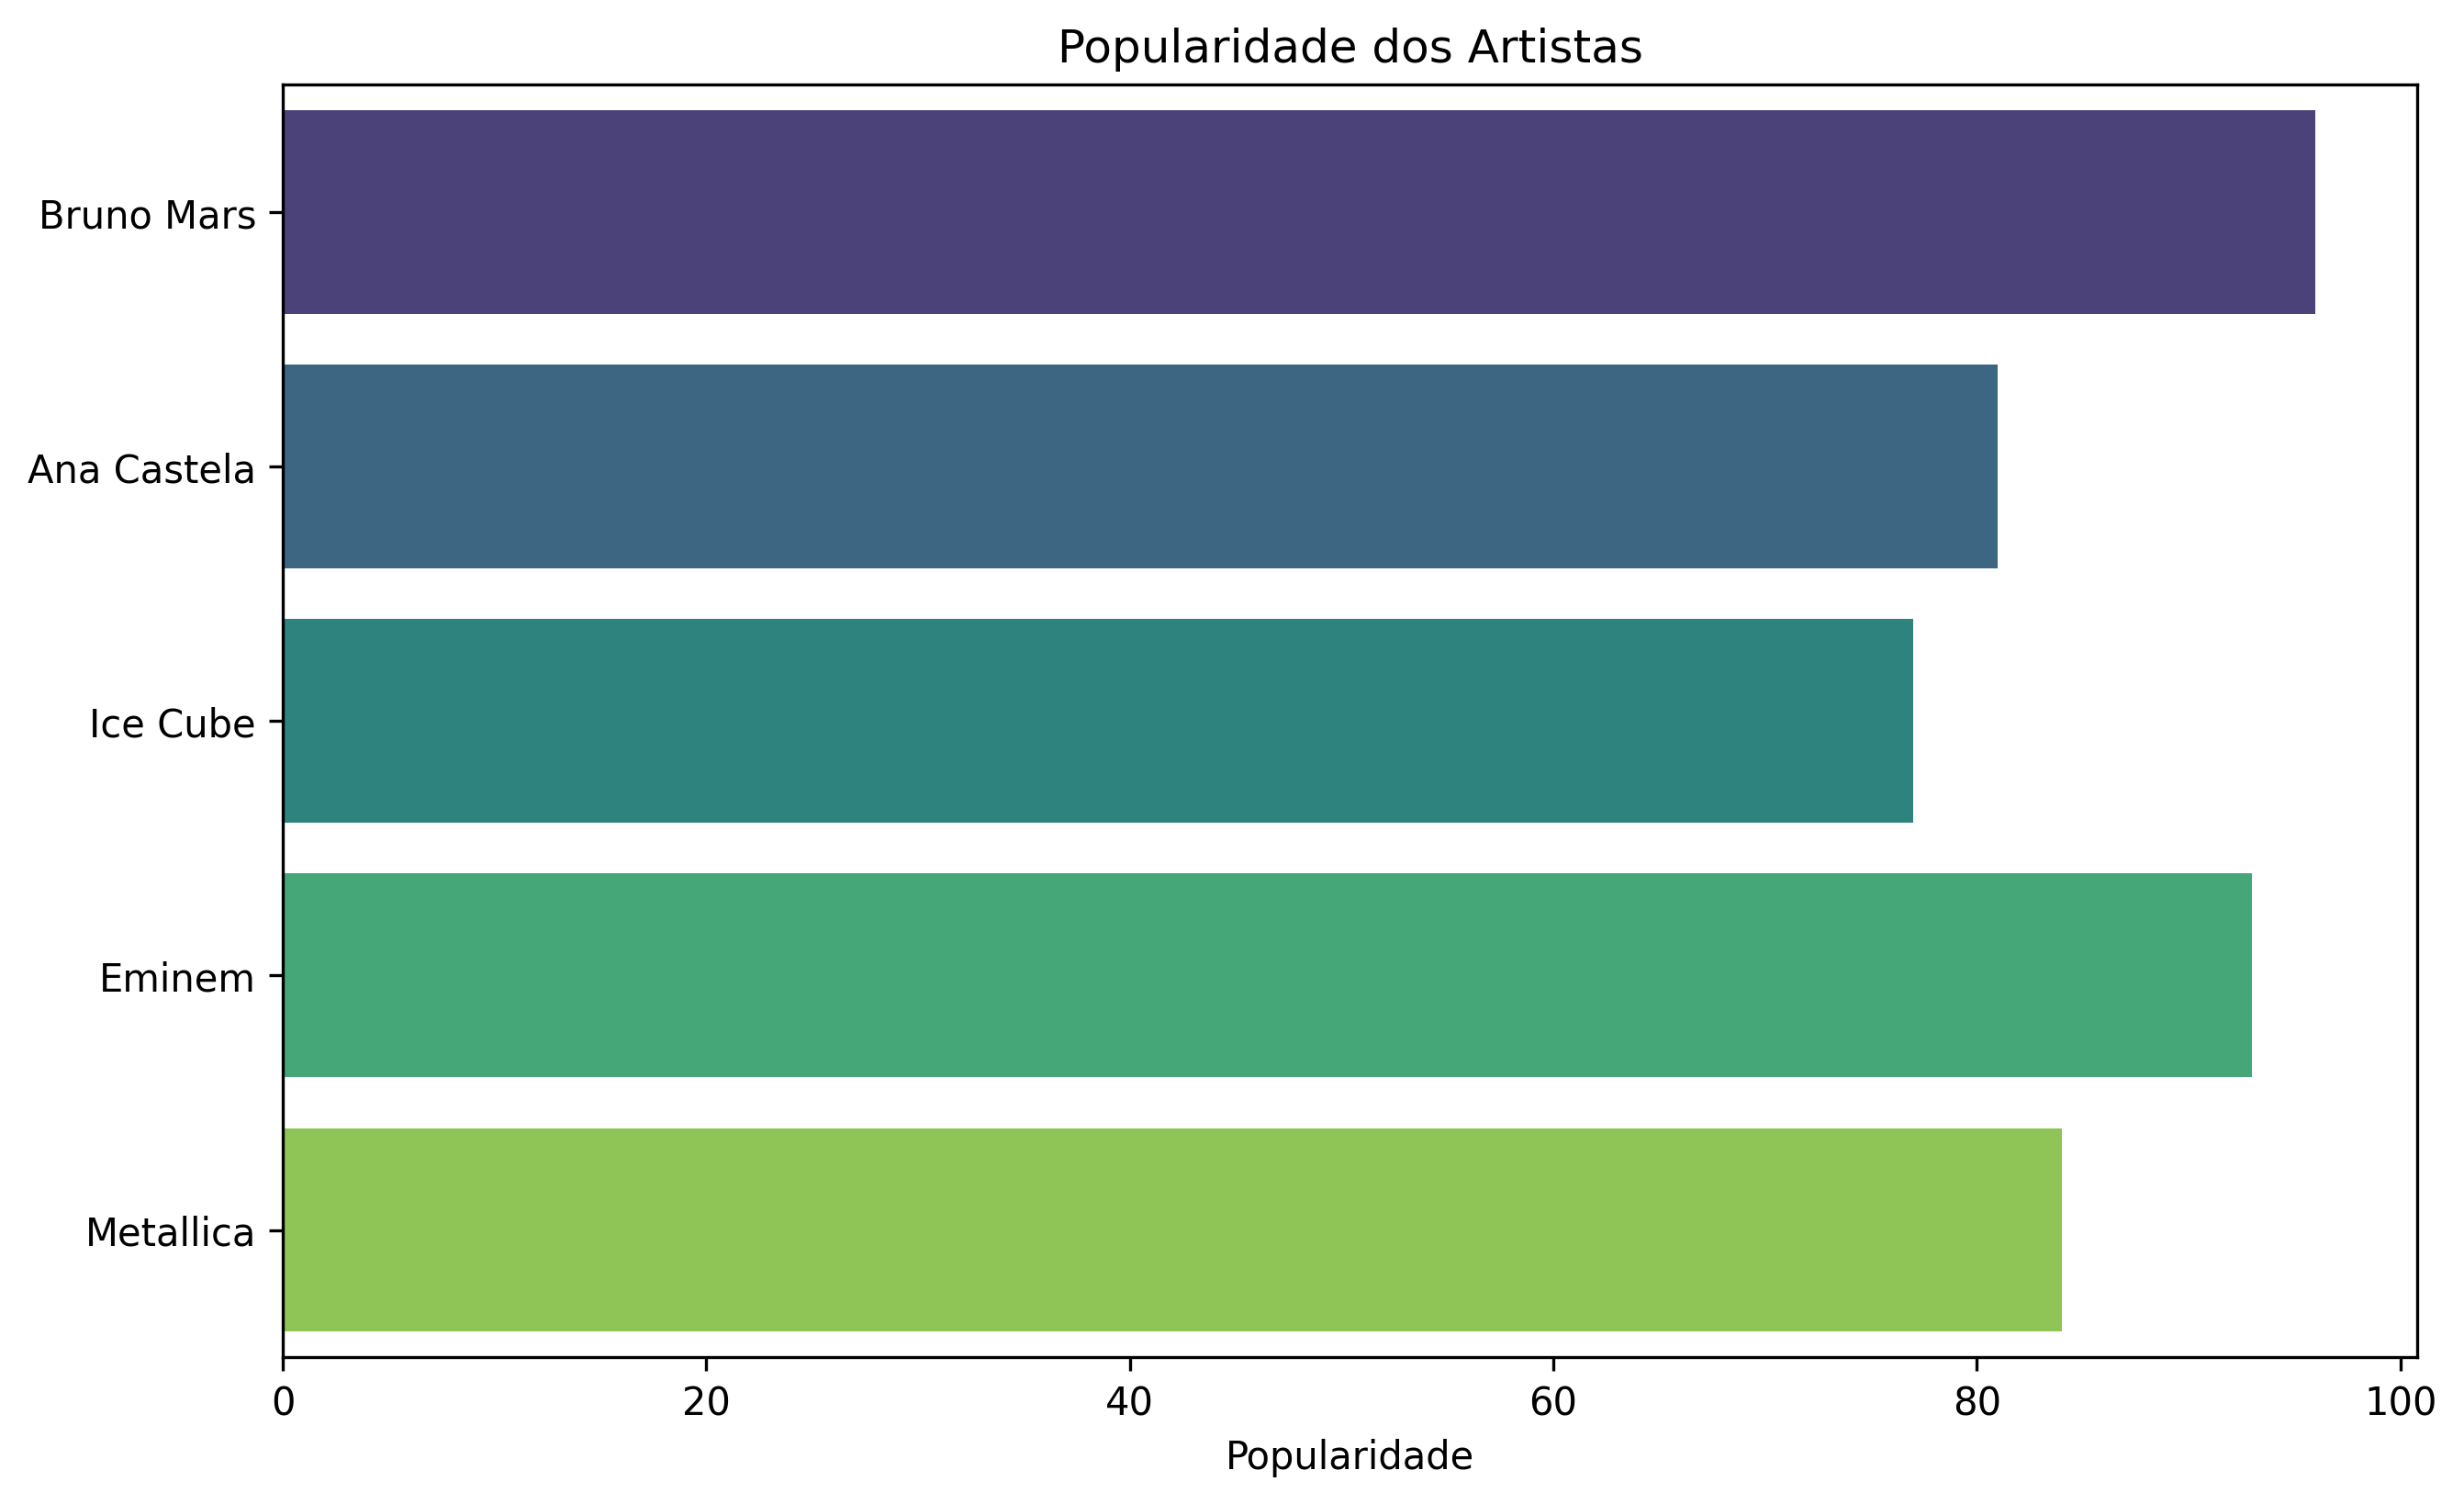 Popularidade dos Artistas
Bruno Mars
Ana Castela
Ice Cube
Eminem
Metallica
0 20 40 60 80 100
Popularidade